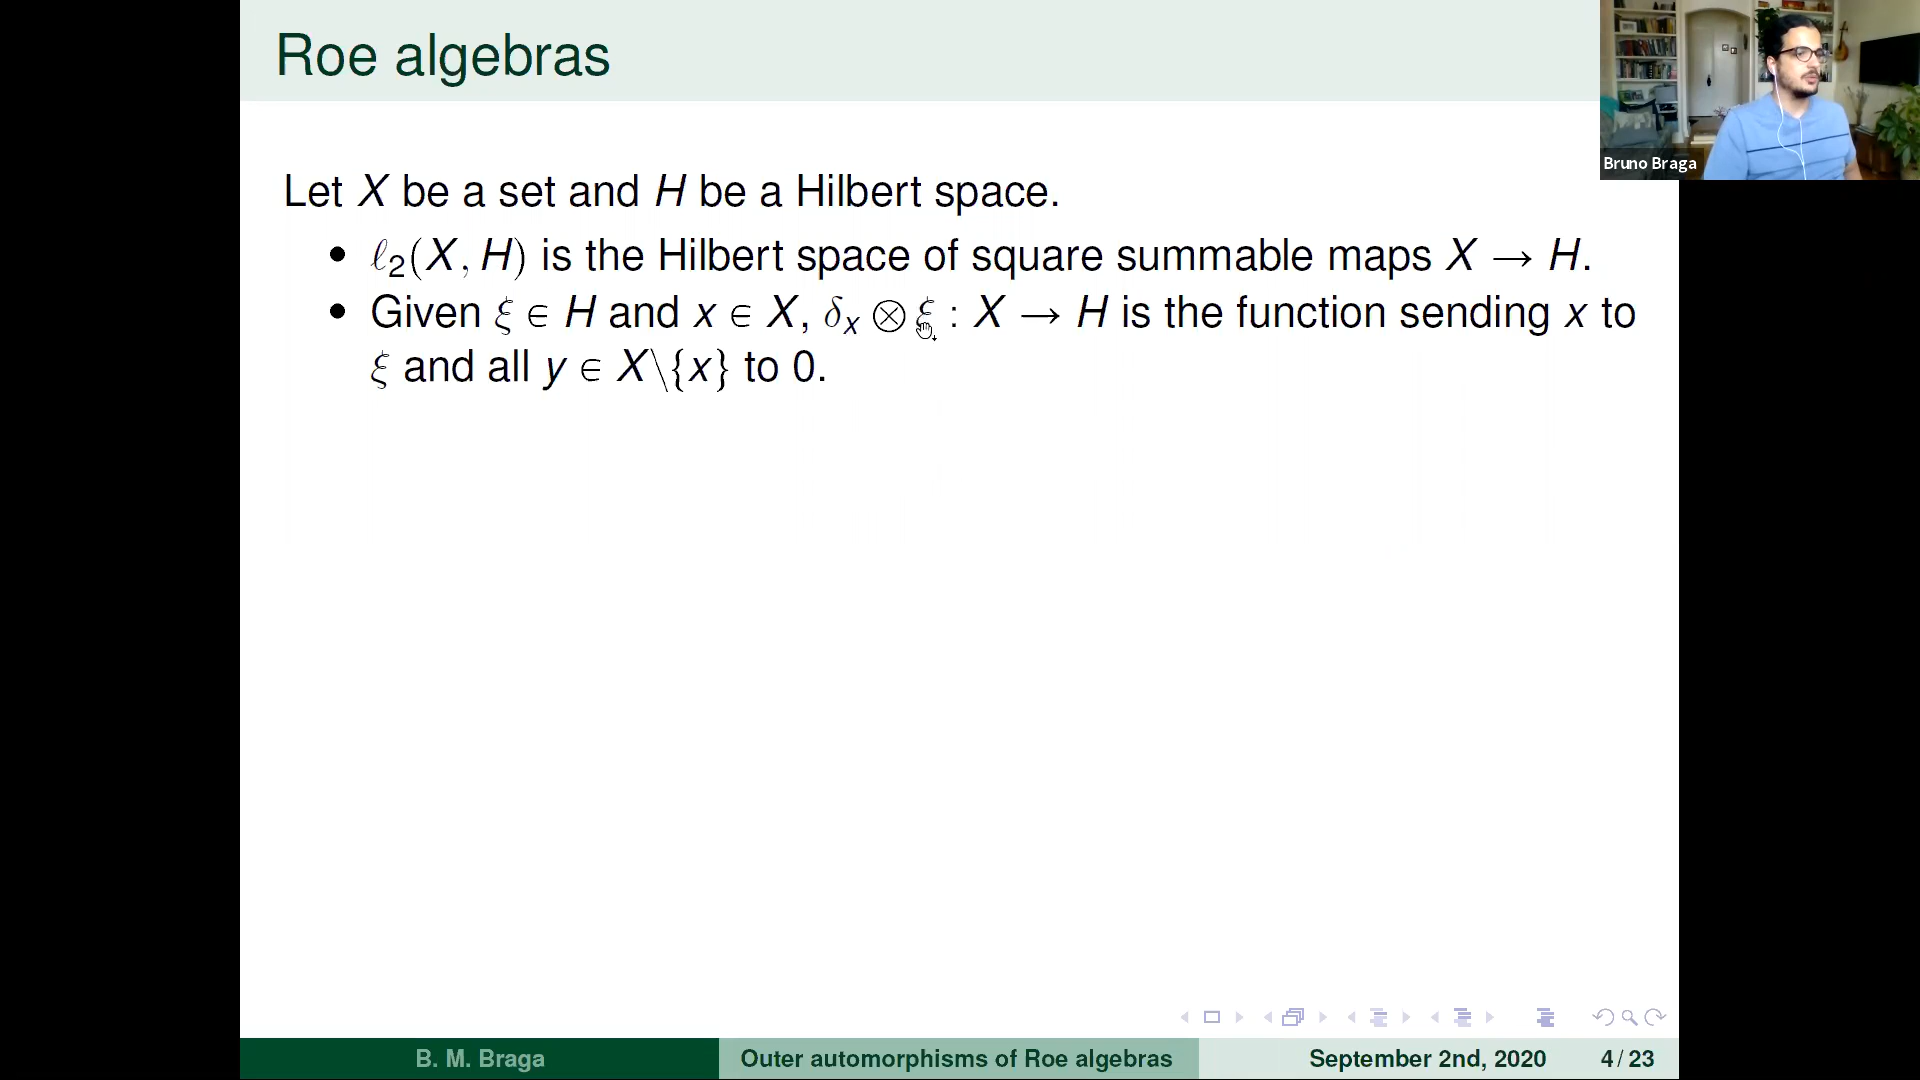 Roe algebras
Bruno Braga
Let X be a set and H be a Hilbert space.
• ℓ₂(X, H) is the Hilbert space of square summable maps X → H.
• Given ξ ∈ H and x ∈ X, δₓ ⊗ ξ : X → H is the function sending x to
ξ and all y ∈ X\{x} to 0.
B. M. Braga
Outer automorphisms of Roe algebras
September 2nd, 2020
4 / 23